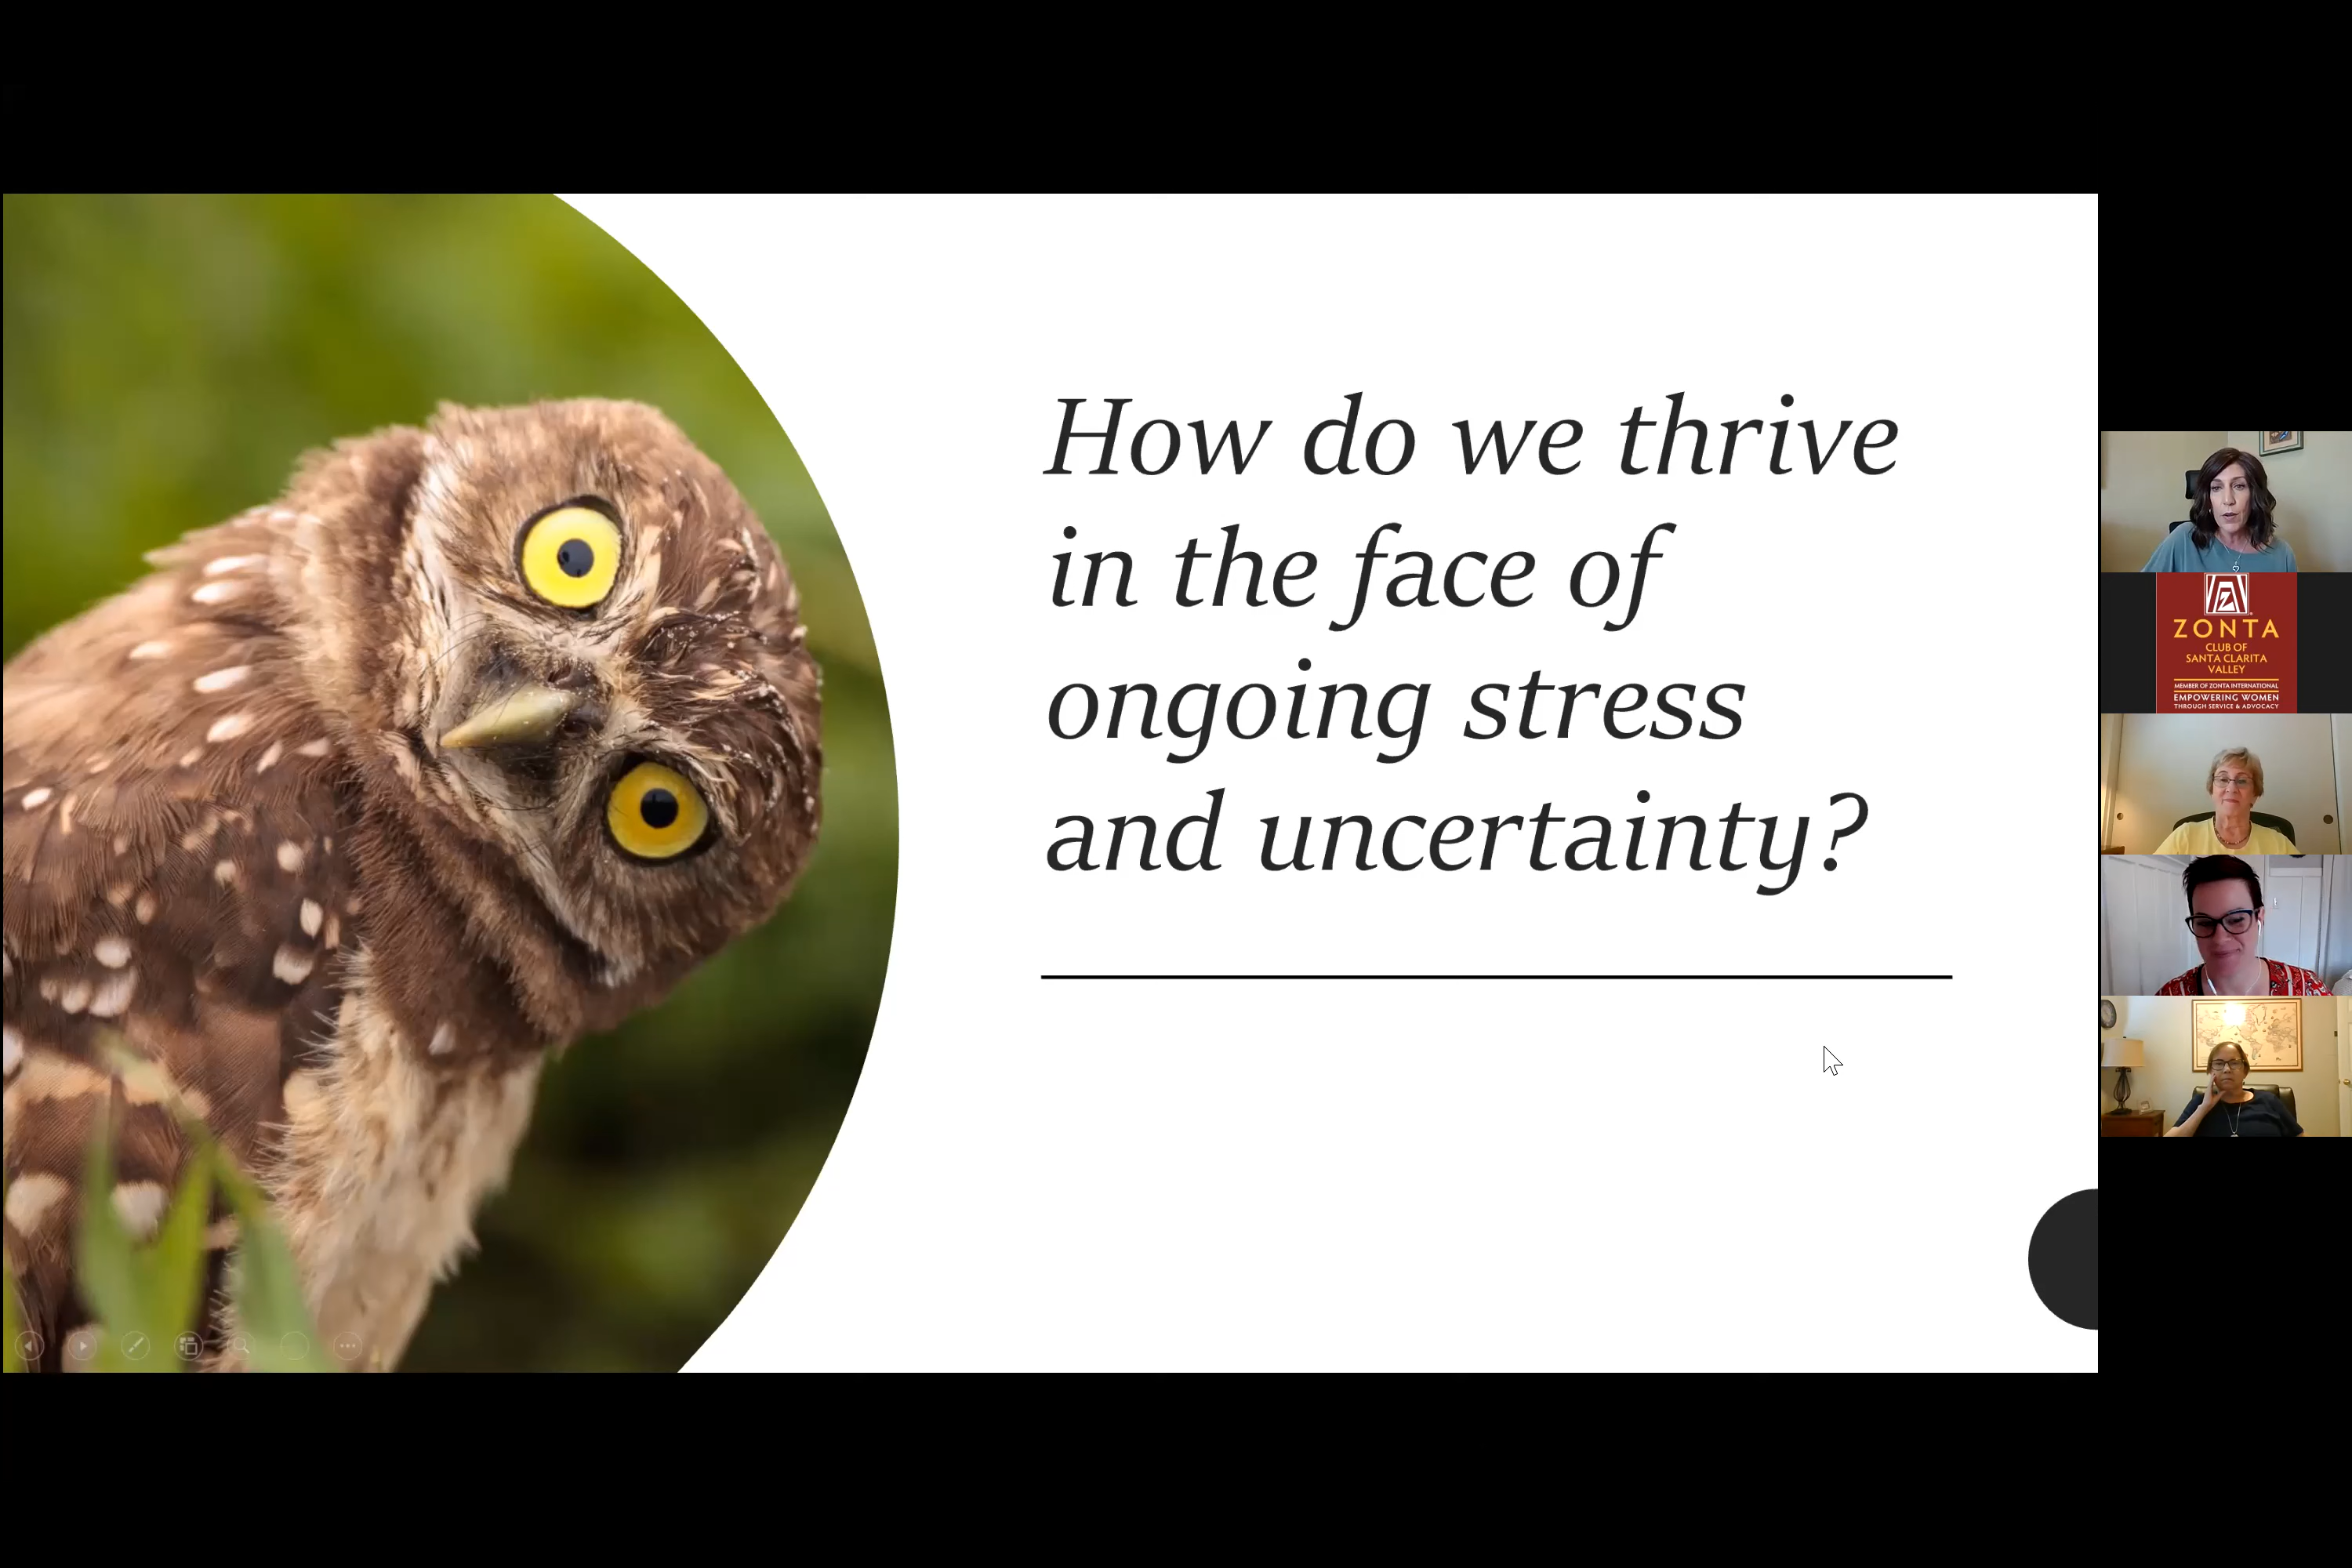 How do we thrive
in the face of
ongoing stress
and uncertainty?
ZONTA
CLUB OF
SANTA CLARITA
VALLEY
MEMBER OF ZONTA INTERNATIONAL
EMPOWERING WOMEN
THROUGH SERVICE & ADVOCACY